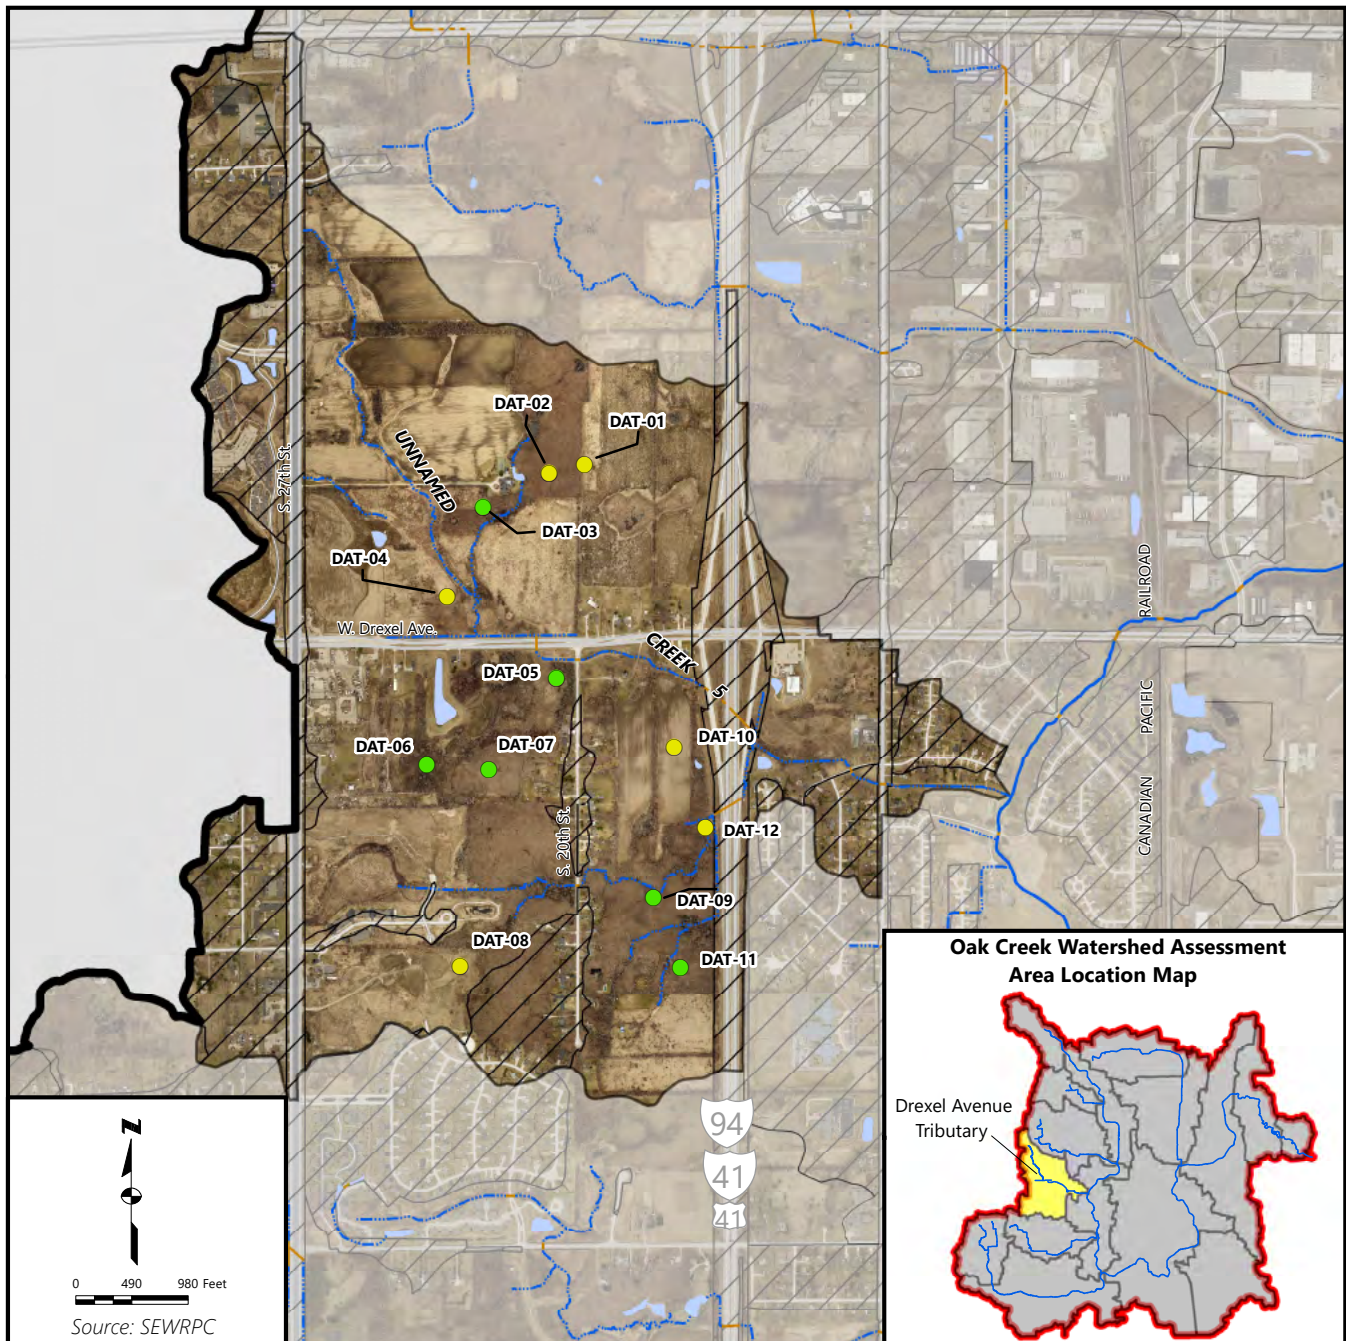 DAT-02
DAT-01
UNNAMED
S. 27th St.
DAT-03
DAT-04
W. Drexel Ave.
RAILROAD
CREEK
5
DAT-05
PACIFIC
DAT-10
DAT-06
DAT-07
CANADIAN
S. 20th St.
DAT-12
DAT-09
DAT-08
DAT-11
94
41
41
N
0 490 980 Feet
Source: SEWRPC
Oak Creek Watershed Assessment
Area Location Map
Drexel Avenue
Tributary